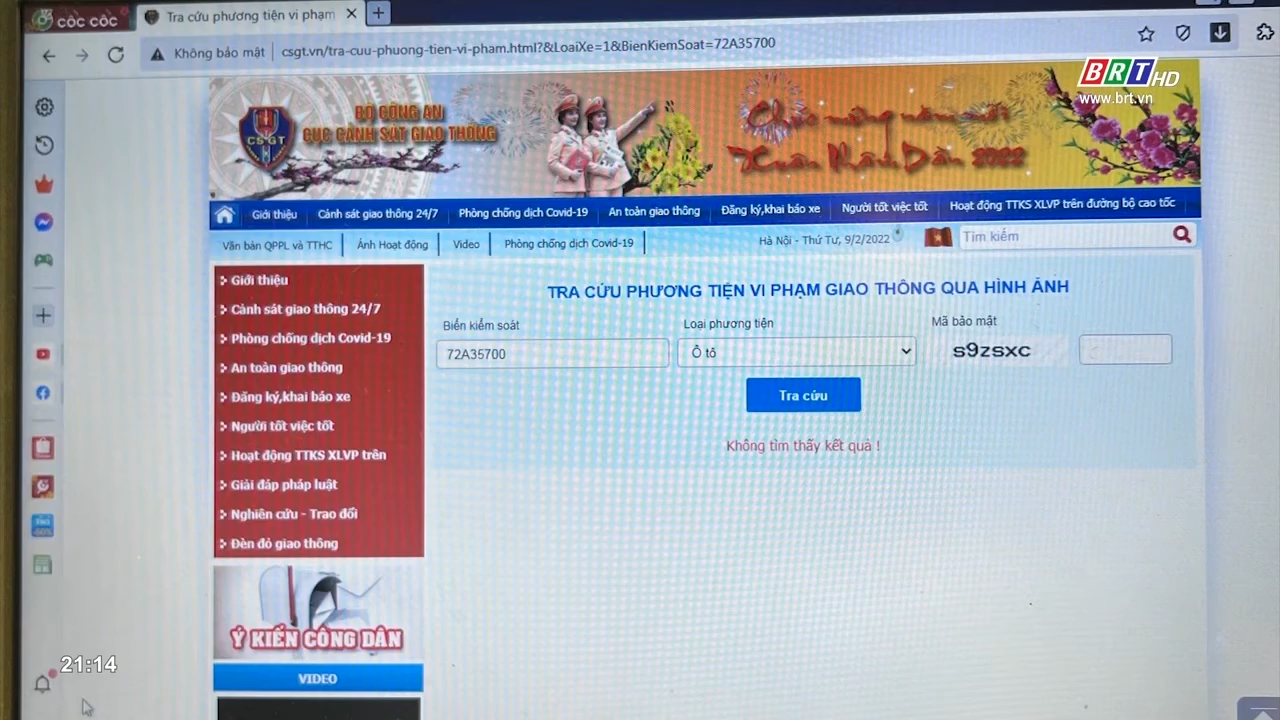 cốc cốc
Tra cứu phương tiện vi phạm
Không bảo mật
csgt.vn/tra-cuu-phuong-tien-vi-pham.html?&LoaiXe=1&BienKiemSoat=72A35700
BRT HD
www.brt.vn
BỘ CÔNG AN
CỤC CẢNH SÁT GIAO THÔNG
CSGT
Chúc mừng năm mới
Xuân Nhâm Dần 2022
Giới thiệu
Cảnh sát giao thông 24/7
Phòng chống dịch Covid-19
An toàn giao thông
Đăng ký,khai báo xe
Người tốt việc tốt
Hoạt động TTKS XLVP trên đường bộ cao tốc
Văn bản QPPL và TTHC
Ảnh Hoạt động
Video
Phòng chống dịch Covid-19
Hà Nội - Thứ Tư, 9/2/2022
Tìm kiếm
Giới thiệu
Cảnh sát giao thông 24/7
Phòng chống dịch Covid-19
An toàn giao thông
Đăng ký,khai báo xe
Người tốt việc tốt
Hoạt động TTKS XLVP trên
Giải đáp pháp luật
Nghiên cứu - Trao đổi
Đèn đỏ giao thông
TRA CỨU PHƯƠNG TIỆN VI PHẠM GIAO THÔNG QUA HÌNH ẢNH
Biển kiểm soát
Loại phương tiện
Mã bảo mật
72A35700
Ô tô
s9zsxc
Tra cứu
Không tìm thấy kết quả !
Ý KIẾN CÔNG DÂN
VIDEO
21:14